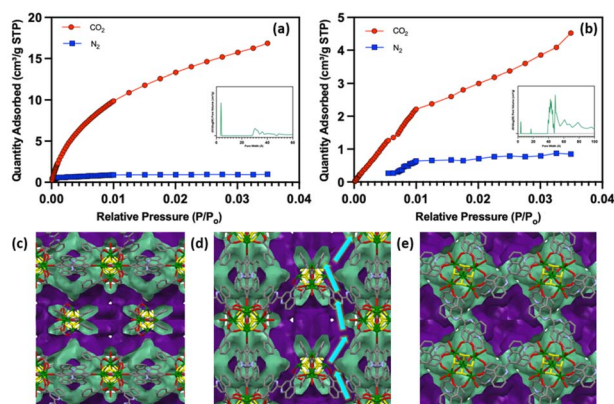 (a)
CO₂
N₂
Quantity Adsorbed (cm³/g STP)
20
15
10
5
0
0.00
0.01
0.02
0.03
0.04
Relative Pressure (P/Pₒ)
(b)
CO₂
N₂
Quantity Adsorbed (cm³/g STP)
5
4
3
2
1
0
0.00
0.01
0.02
0.03
0.04
Relative Pressure (P/Pₒ)
(c)
(d)
(e)